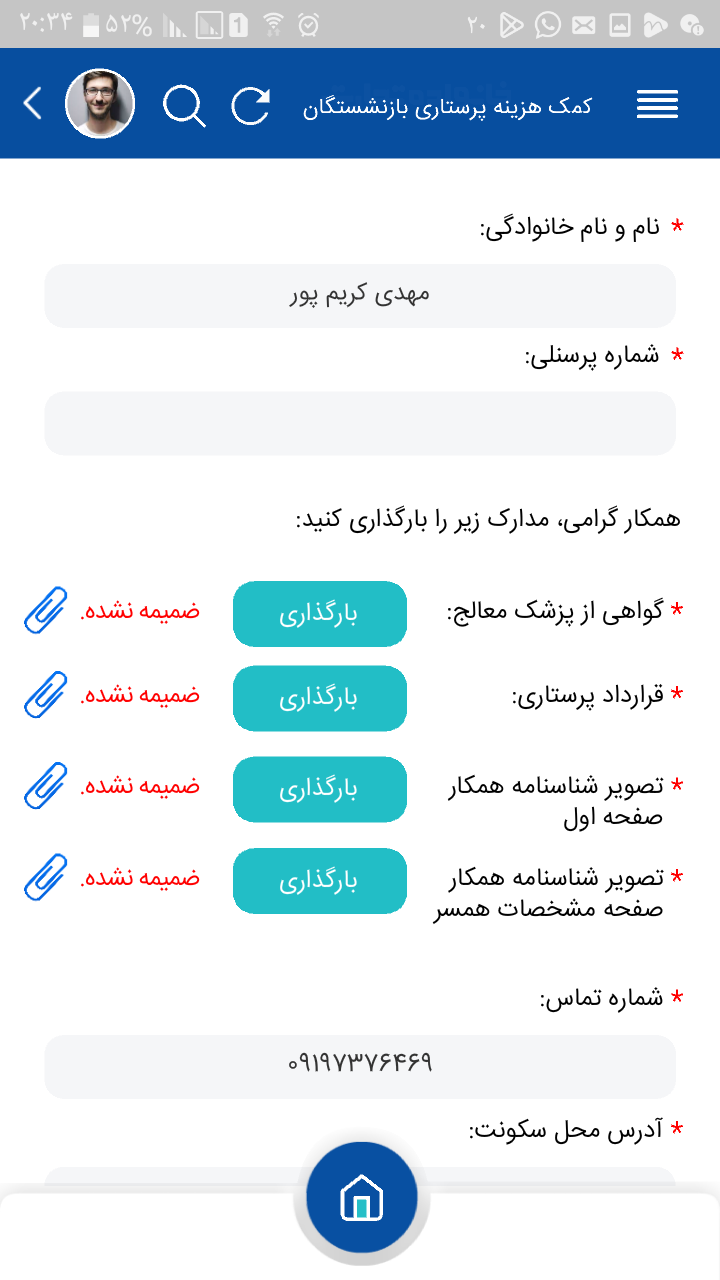 ۲۰:۳۴ ۵۲% 1 ۲۰
کمک هزینه پرستاری بازنشستگان
* نام و نام خانوادگی:
مهدی کریم پور
* شماره پرسنلی:
همکار گرامی، مدارک زیر را بارگذاری کنید:
* گواهی از پزشک معالج: بارگذاری ضمیمه نشده.
* قرارداد پرستاری: بارگذاری ضمیمه نشده.
* تصویر شناسنامه همکار بارگذاری ضمیمه نشده.
صفحه اول
* تصویر شناسنامه همکار بارگذاری ضمیمه نشده.
صفحه مشخصات همسر
* شماره تماس:
۰۹۱۹۷۳۷۶۴۶۹
* آدرس محل سکونت: